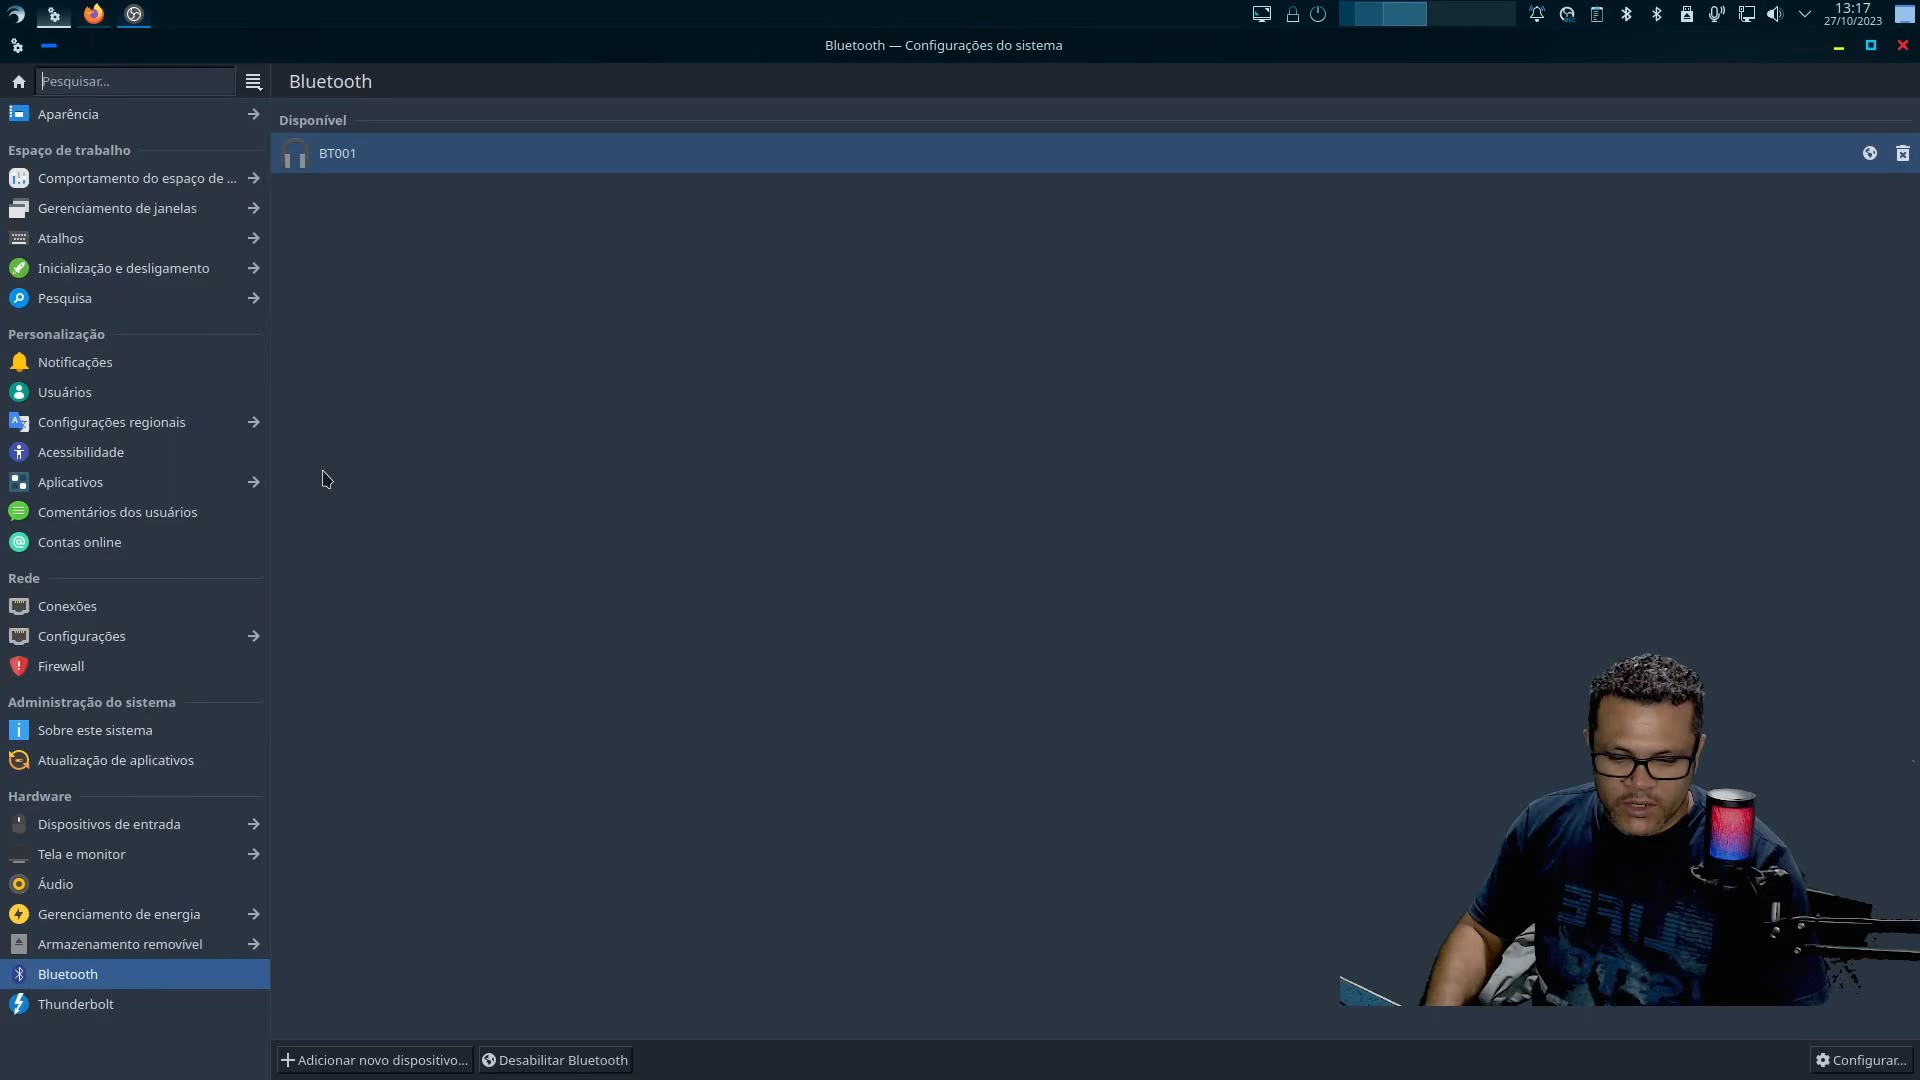 13:17
27/10/2023
Bluetooth — Configurações do sistema
Pesquisar...
Bluetooth
Aparência
Espaço de trabalho
Comportamento do espaço de ...
Gerenciamento de janelas
Atalhos
Inicialização e desligamento
Pesquisa
Personalização
Notificações
Usuários
Configurações regionais
Acessibilidade
Aplicativos
Comentários dos usuários
Contas online
Rede
Conexões
Configurações
Firewall
Administração do sistema
Sobre este sistema
Atualização de aplicativos
Hardware
Dispositivos de entrada
Tela e monitor
Áudio
Gerenciamento de energia
Armazenamento removível
Bluetooth
Thunderbolt
Disponível
BT001
Adicionar novo dispositivo...
Desabilitar Bluetooth
Configurar...